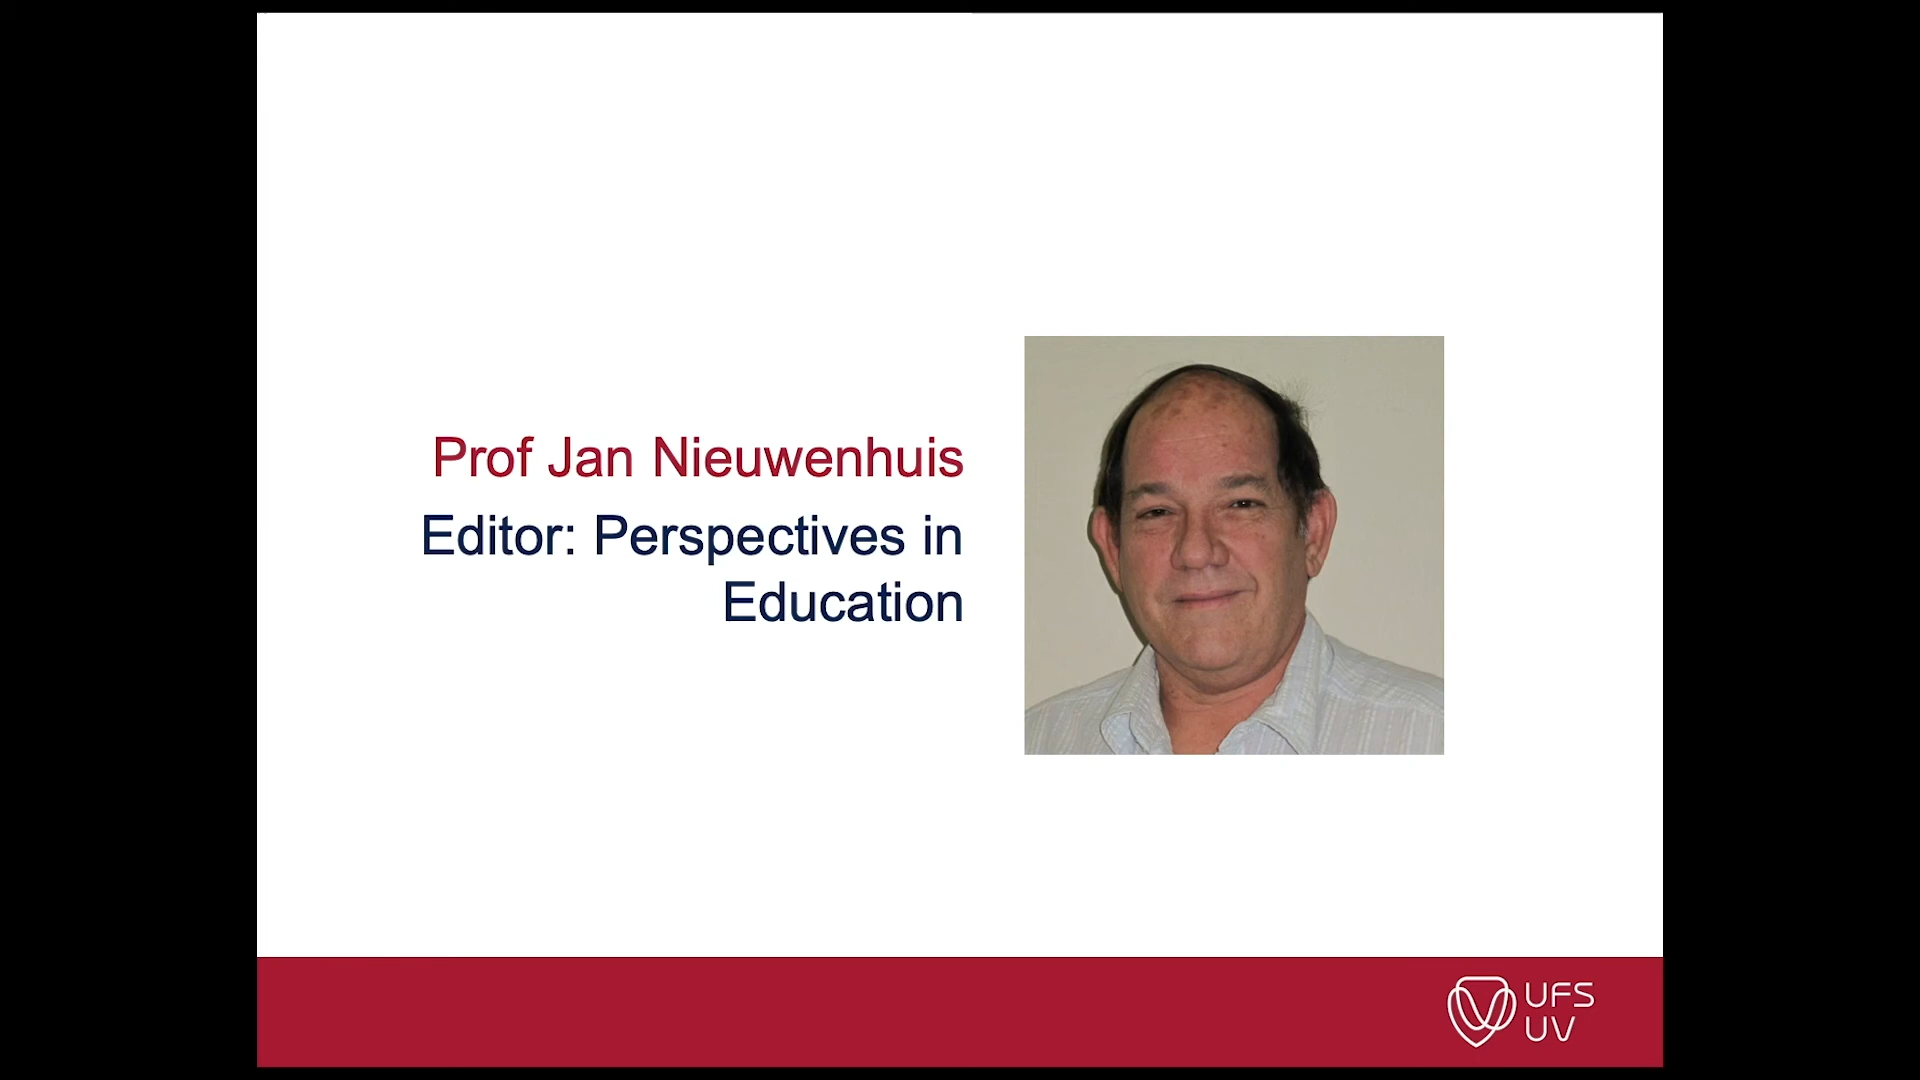 Prof Jan Nieuwenhuis
Editor: Perspectives in
Education
UFS
UV